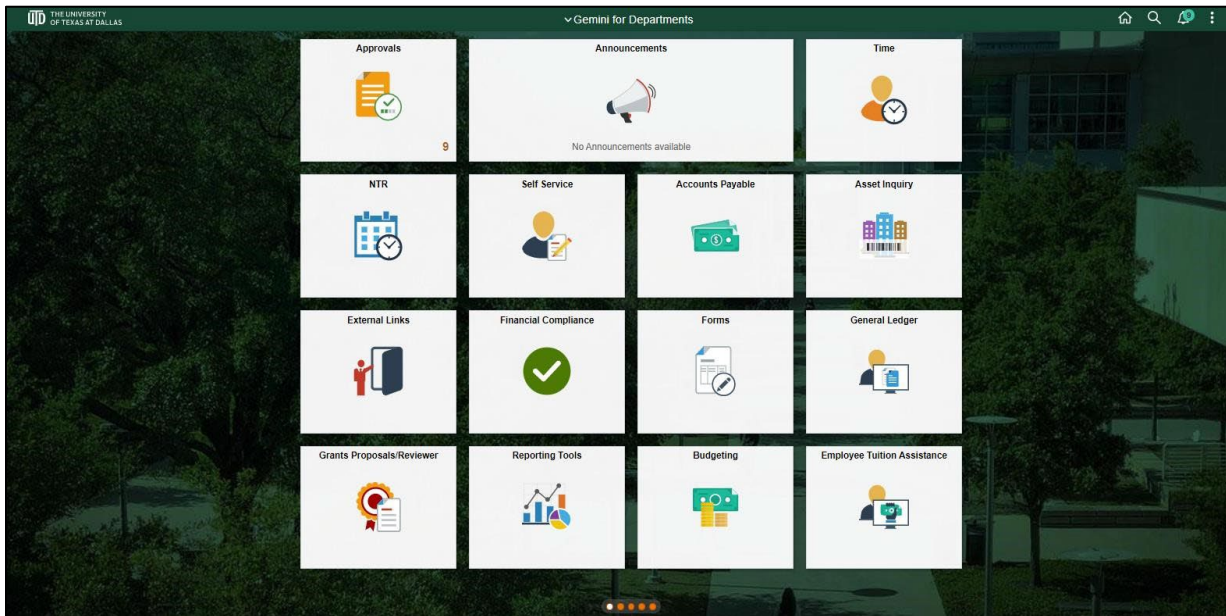 UTD THE UNIVERSITY
OF TEXAS AT DALLAS
Gemini for Departments
Approvals
9
Announcements
No Announcements available
Time
NTR
Self Service
Accounts Payable
Asset Inquiry
External Links
Financial Compliance
Forms
General Ledger
Grants Proposals/Reviewer
Reporting Tools
Budgeting
Employee Tuition Assistance